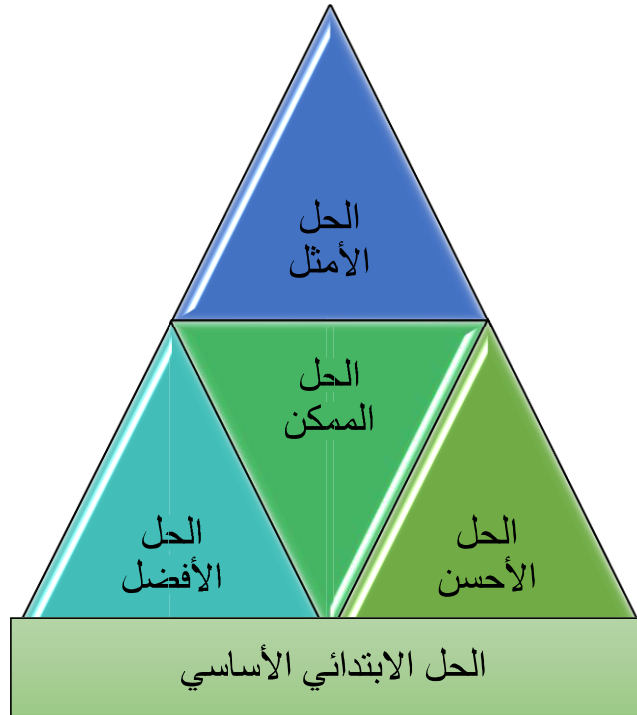 الحل
الأمثل
الحل
الممكن
الحل
الأحسن
الحل
الأفضل
الحل الابتدائي الأساسي